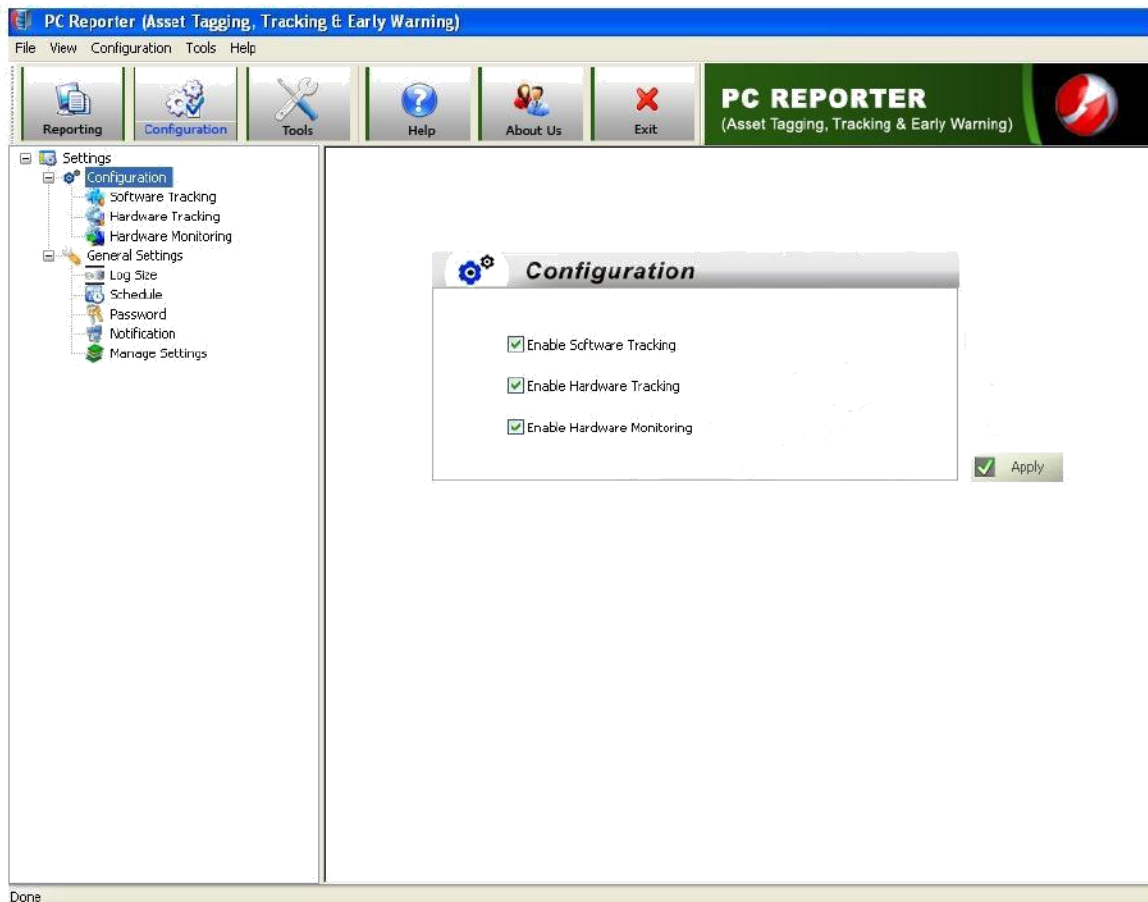 PC Reporter (Asset Tagging, Tracking & Early Warning)
File View Configuration Tools Help
Reporting Configuration Tools Help About Us Exit
PC REPORTER
(Asset Tagging, Tracking & Early Warning)
Settings
Configuration
Software Tracking
Hardware Tracking
Hardware Monitoring
General Settings
Log Size
Schedule
Password
Notification
Manage Settings
Configuration
Enable Software Tracking
Enable Hardware Tracking
Enable Hardware Monitoring
Apply
Done